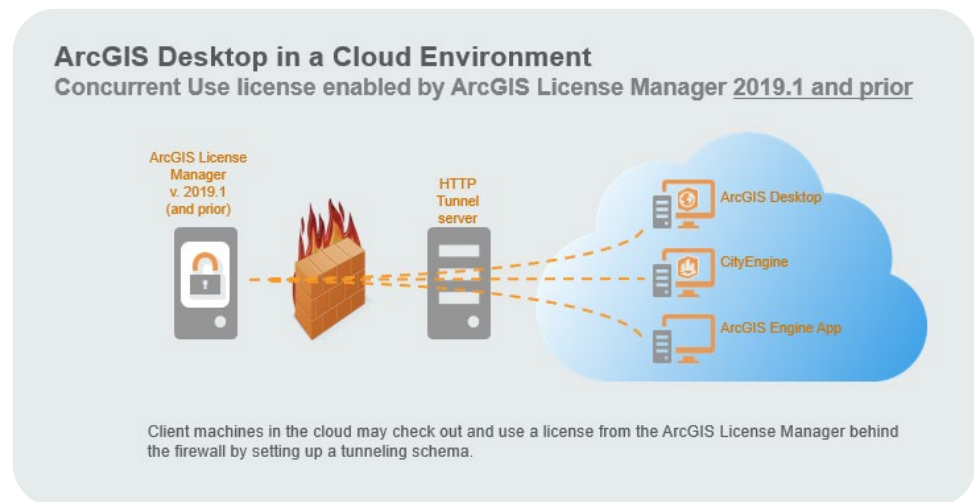 ArcGIS Desktop in a Cloud Environment
Concurrent Use license enabled by ArcGIS License Manager 2019.1 and prior
ArcGIS License
Manager
v. 2019.1
(and prior)
HTTP
Tunnel
server
ArcGIS Desktop
CityEngine
ArcGIS Engine App
Client machines in the cloud may check out and use a license from the ArcGIS License Manager behind
the firewall by setting up a tunneling schema.